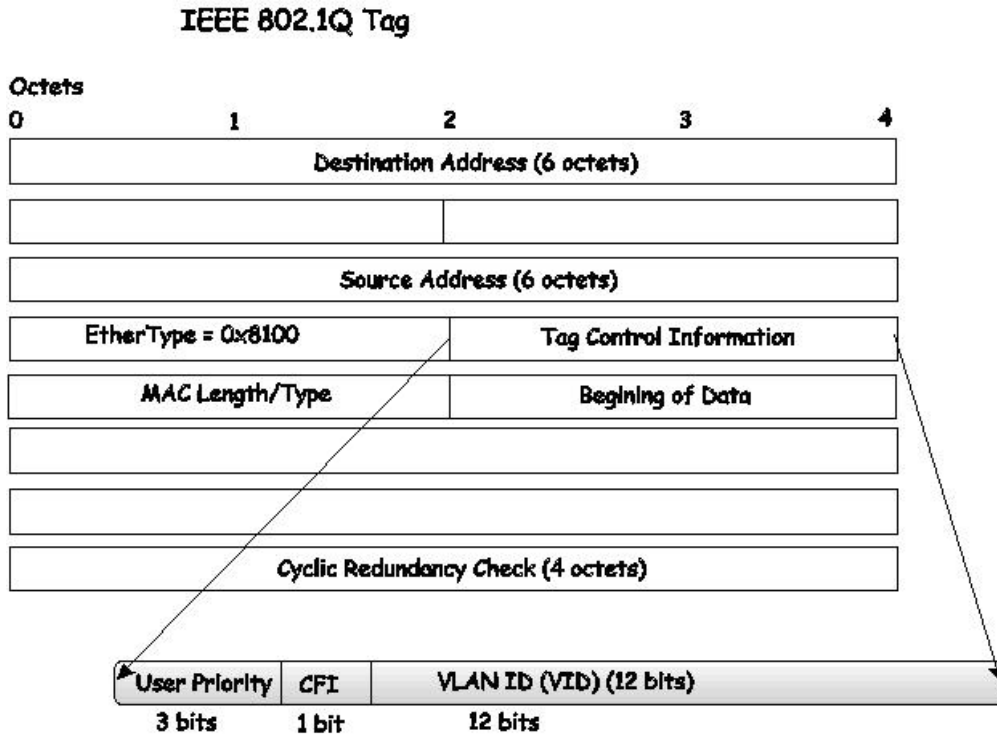 IEEE 802.1Q Tag
Octets
0 1 2 3 4
Destination Address (6 octets)
Source Address (6 octets)
EtherType = 0x8100 Tag Control Information
MAC Length/Type Begining of Data
Cyclic Redundancy Check (4 octets)
User Priority CFI VLAN ID (VID) (12 bits)
3 bits 1 bit 12 bits